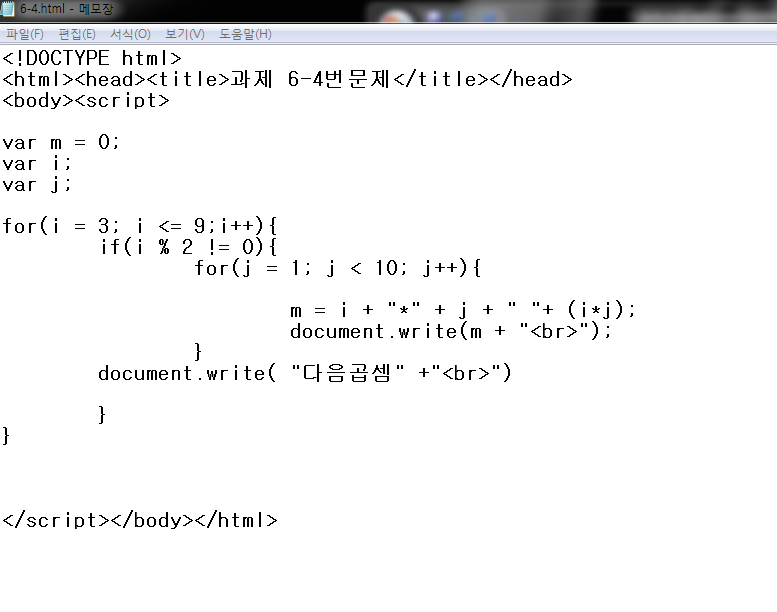 6-4.html - 메모장
파일(F) 편집(E) 서식(O) 보기(V) 도움말(H)
<!DOCTYPE html>
<html><head><title>과제 6-4번문제</title></head>
<body><script>
var m = 0;
var i;
var j;
for(i = 3; i <= 9;i++){
if(i % 2 != 0){
for(j = 1; j < 10; j++){
m = i + "*" + j + " "+ (i*j);
document.write(m + "<br>");
}
document.write( "다음곱셈" +"<br>")
}
}
</script></body></html>